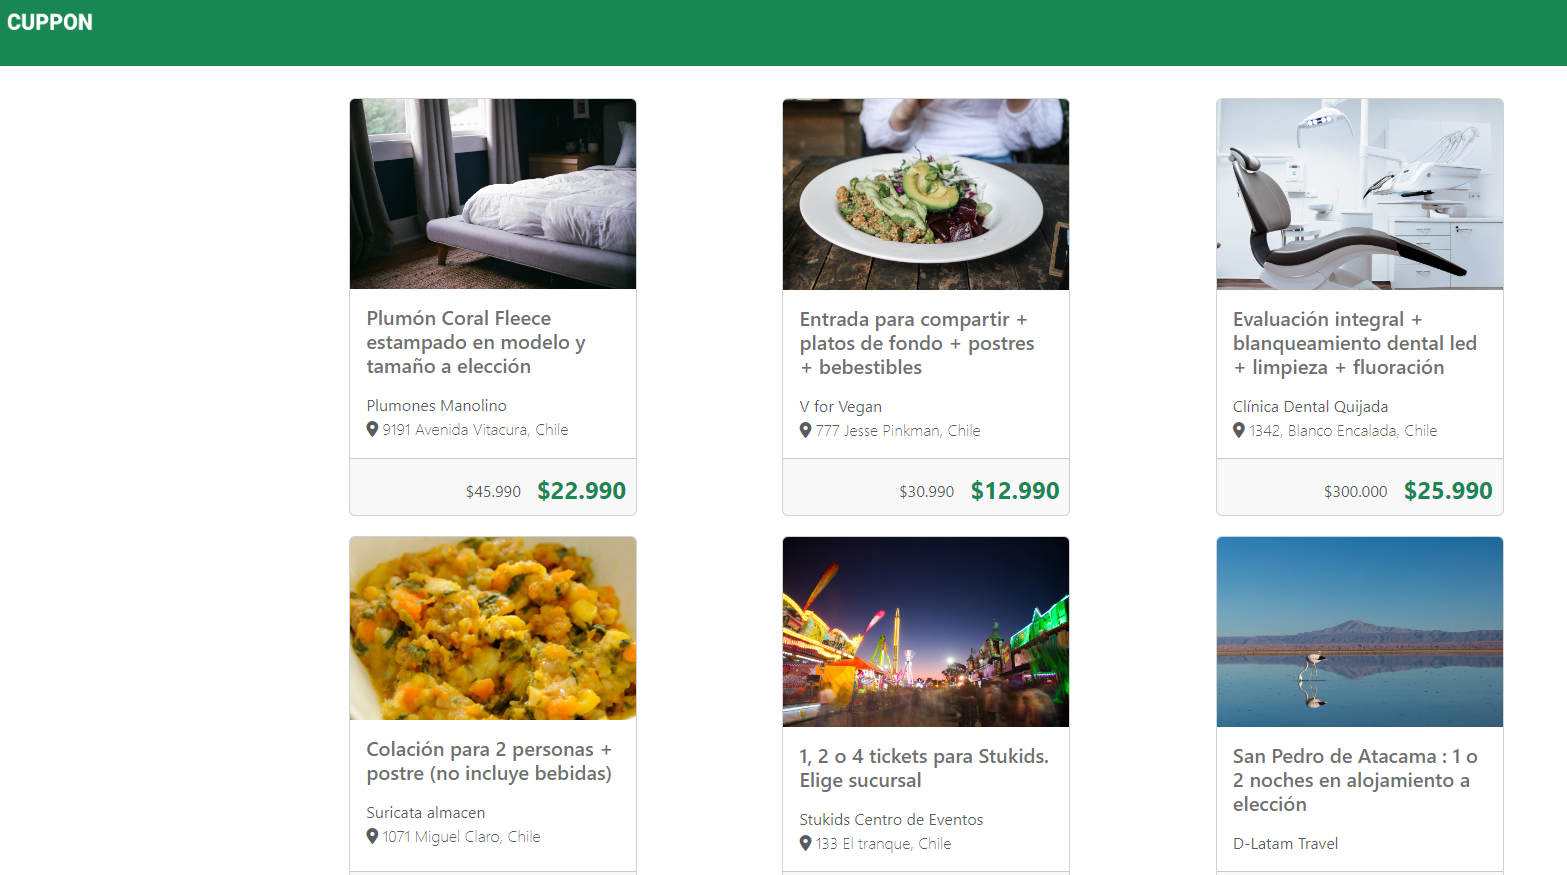 CUPPON
Plumón Coral Fleece
estampado en modelo y
tamaño a elección
Plumones Manolino
9191 Avenida Vitacura, Chile
$45.990 $22.990
Entrada para compartir +
platos de fondo + postres
+ bebestibles
V for Vegan
777 Jesse Pinkman, Chile
$30.990 $12.990
Evaluación integral +
blanqueamiento dental led
+ limpieza + fluoración
Clínica Dental Quijada
1342, Blanco Encalada, Chile
$300.000 $25.990
Colación para 2 personas +
postre (no incluye bebidas)
Suricata almacen
1071 Miguel Claro, Chile
1, 2 o 4 tickets para Stukids.
Elige sucursal
Stukids Centro de Eventos
133 El tranque, Chile
San Pedro de Atacama : 1 o
2 noches en alojamiento a
elección
D-Latam Travel